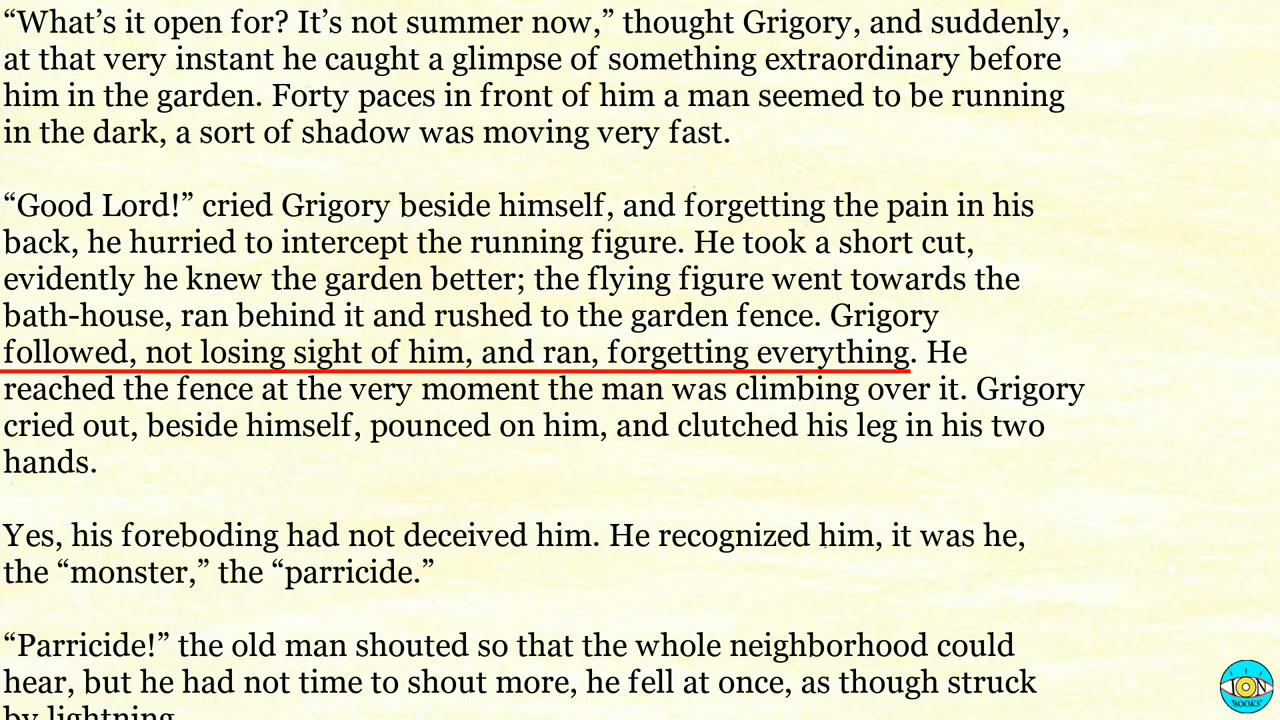 “What’s it open for? It’s not summer now,” thought Grigory, and suddenly,
at that very instant he caught a glimpse of something extraordinary before
him in the garden. Forty paces in front of him a man seemed to be running
in the dark, a sort of shadow was moving very fast.
“Good Lord!” cried Grigory beside himself, and forgetting the pain in his
back, he hurried to intercept the running figure. He took a short cut,
evidently he knew the garden better; the flying figure went towards the
bath-house, ran behind it and rushed to the garden fence. Grigory
followed, not losing sight of him, and ran, forgetting everything. He
reached the fence at the very moment the man was climbing over it. Grigory
cried out, beside himself, pounced on him, and clutched his leg in his two
hands.
Yes, his foreboding had not deceived him. He recognized him, it was he,
the “monster,” the “parricide.”
“Parricide!” the old man shouted so that the whole neighborhood could
hear, but he had not time to shout more, he fell at once, as though struck
by lightning.
ION
BOOKS